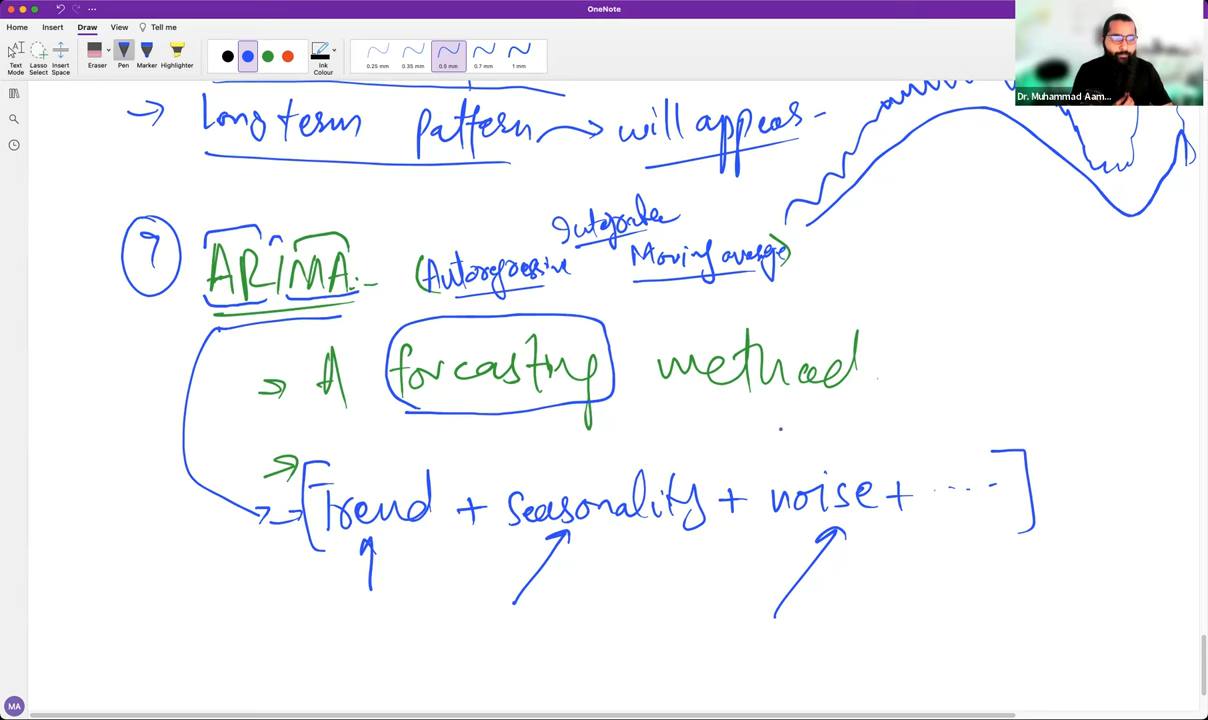 OneNote
Home Insert Draw View Tell me
Text Mode Lasso Select Insert Space Eraser Pen Marker Highlighter Ink Colour 0.25 mm 0.35 mm 0.5 mm 0.7 mm 1 mm
Dr. Muhammad Aam...
→ Long term pattern → will appears -
9 ARIMA:- (Autoregressive Integrated Moving average)
→ A forcasting method
→ [Trend + seasonality + noise + ....]
MA